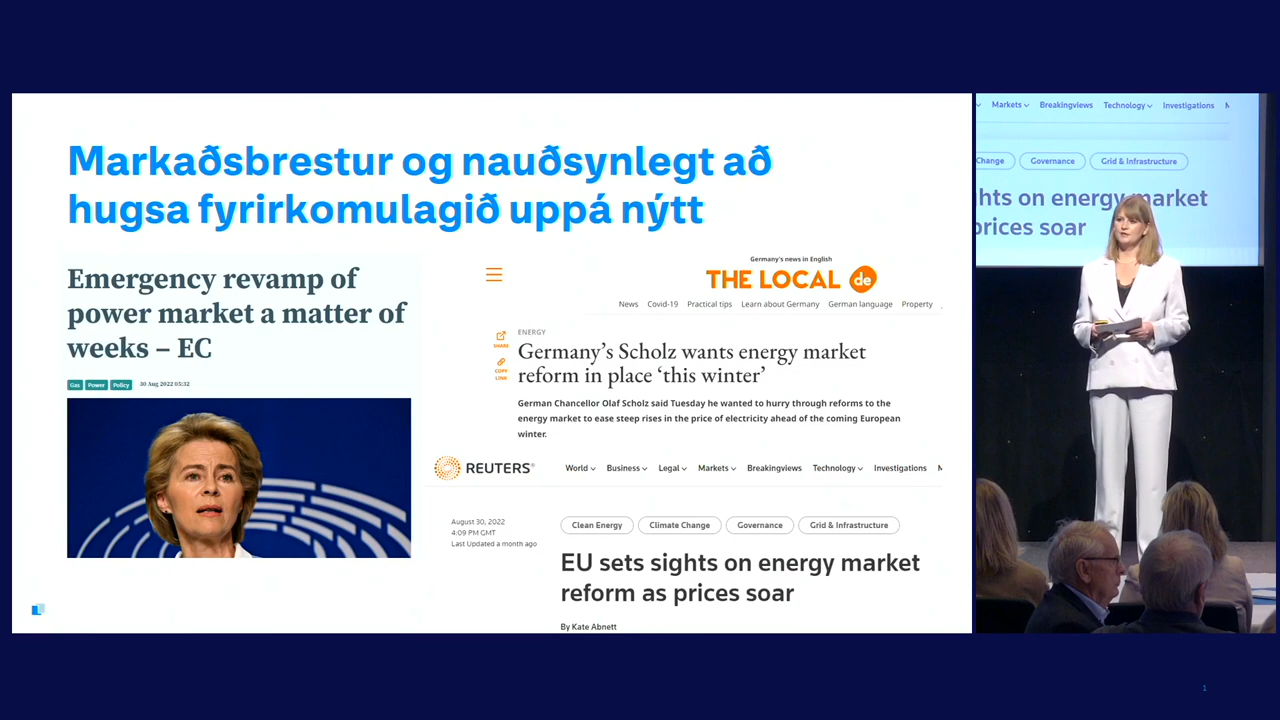 Markaðsbrestur og nauðsynlegt að
hugsa fyrirkomulagið uppá nýtt
Emergency revamp of
power market a matter of
weeks – EC
Gas Power Policy 30 Aug 2022 05:32
Germany's news in English
THE LOCAL de
News Covid-19 Practical tips Learn about Germany German language Property
SHARE
COPY
LINK
ENERGY
Germany's Scholz wants energy market
reform in place 'this winter'
German Chancellor Olaf Scholz said Tuesday he wanted to hurry through reforms to the
energy market to ease steep rises in the price of electricity ahead of the coming European
winter.
REUTERS®
World Business Legal Markets Breakingviews Technology Investigations
August 30, 2022
4:09 PM GMT
Last Updated a month ago
Clean Energy Climate Change Governance Grid & Infrastructure
EU sets sights on energy market
reform as prices soar
By Kate Abnett
Markets Breakingviews Technology Investigations
Change Governance Grid & Infrastructure
hts on energy market
prices soar
1